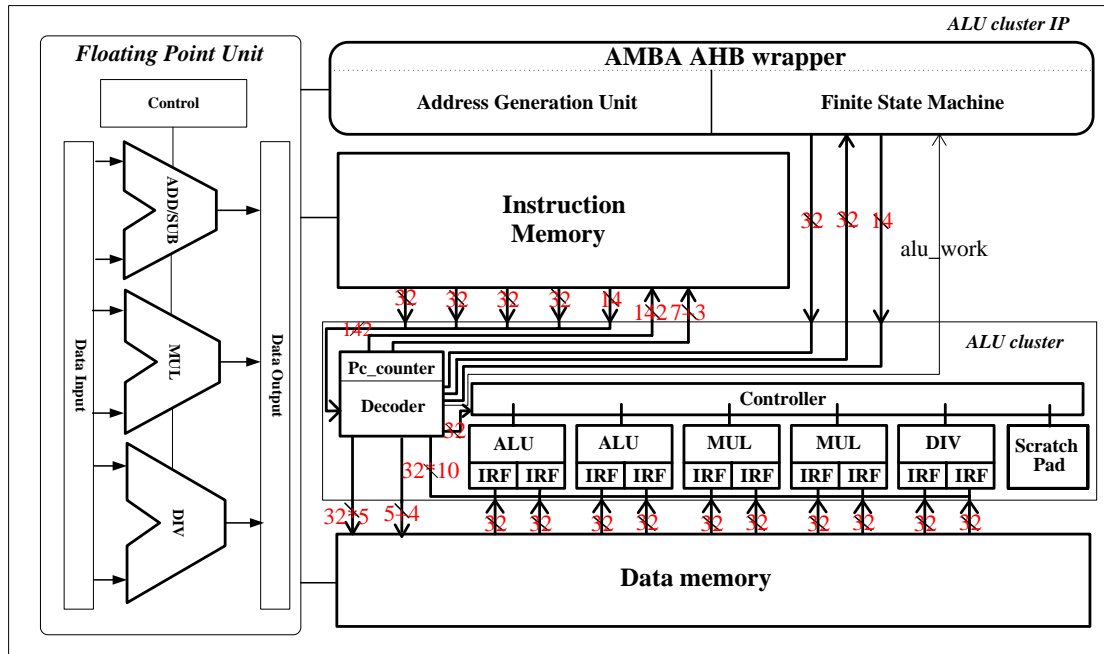 ALU cluster IP
Floating Point Unit
Control
Data Input
ADD/SUB
MUL
DIV
Data Output
AMBA AHB wrapper
Address Generation Unit
Finite State Machine
Instruction
Memory
32
32
14
alu_work
32
32
32
32
14
142
7+3
142
ALU cluster
Pc_counter
Decoder
32
Controller
ALU
ALU
MUL
MUL
DIV
Scratch
Pad
IRF
IRF
IRF
IRF
IRF
IRF
IRF
IRF
IRF
IRF
32*10
32*5
5+4
32
32
32
32
32
32
32
32
32
32
Data memory